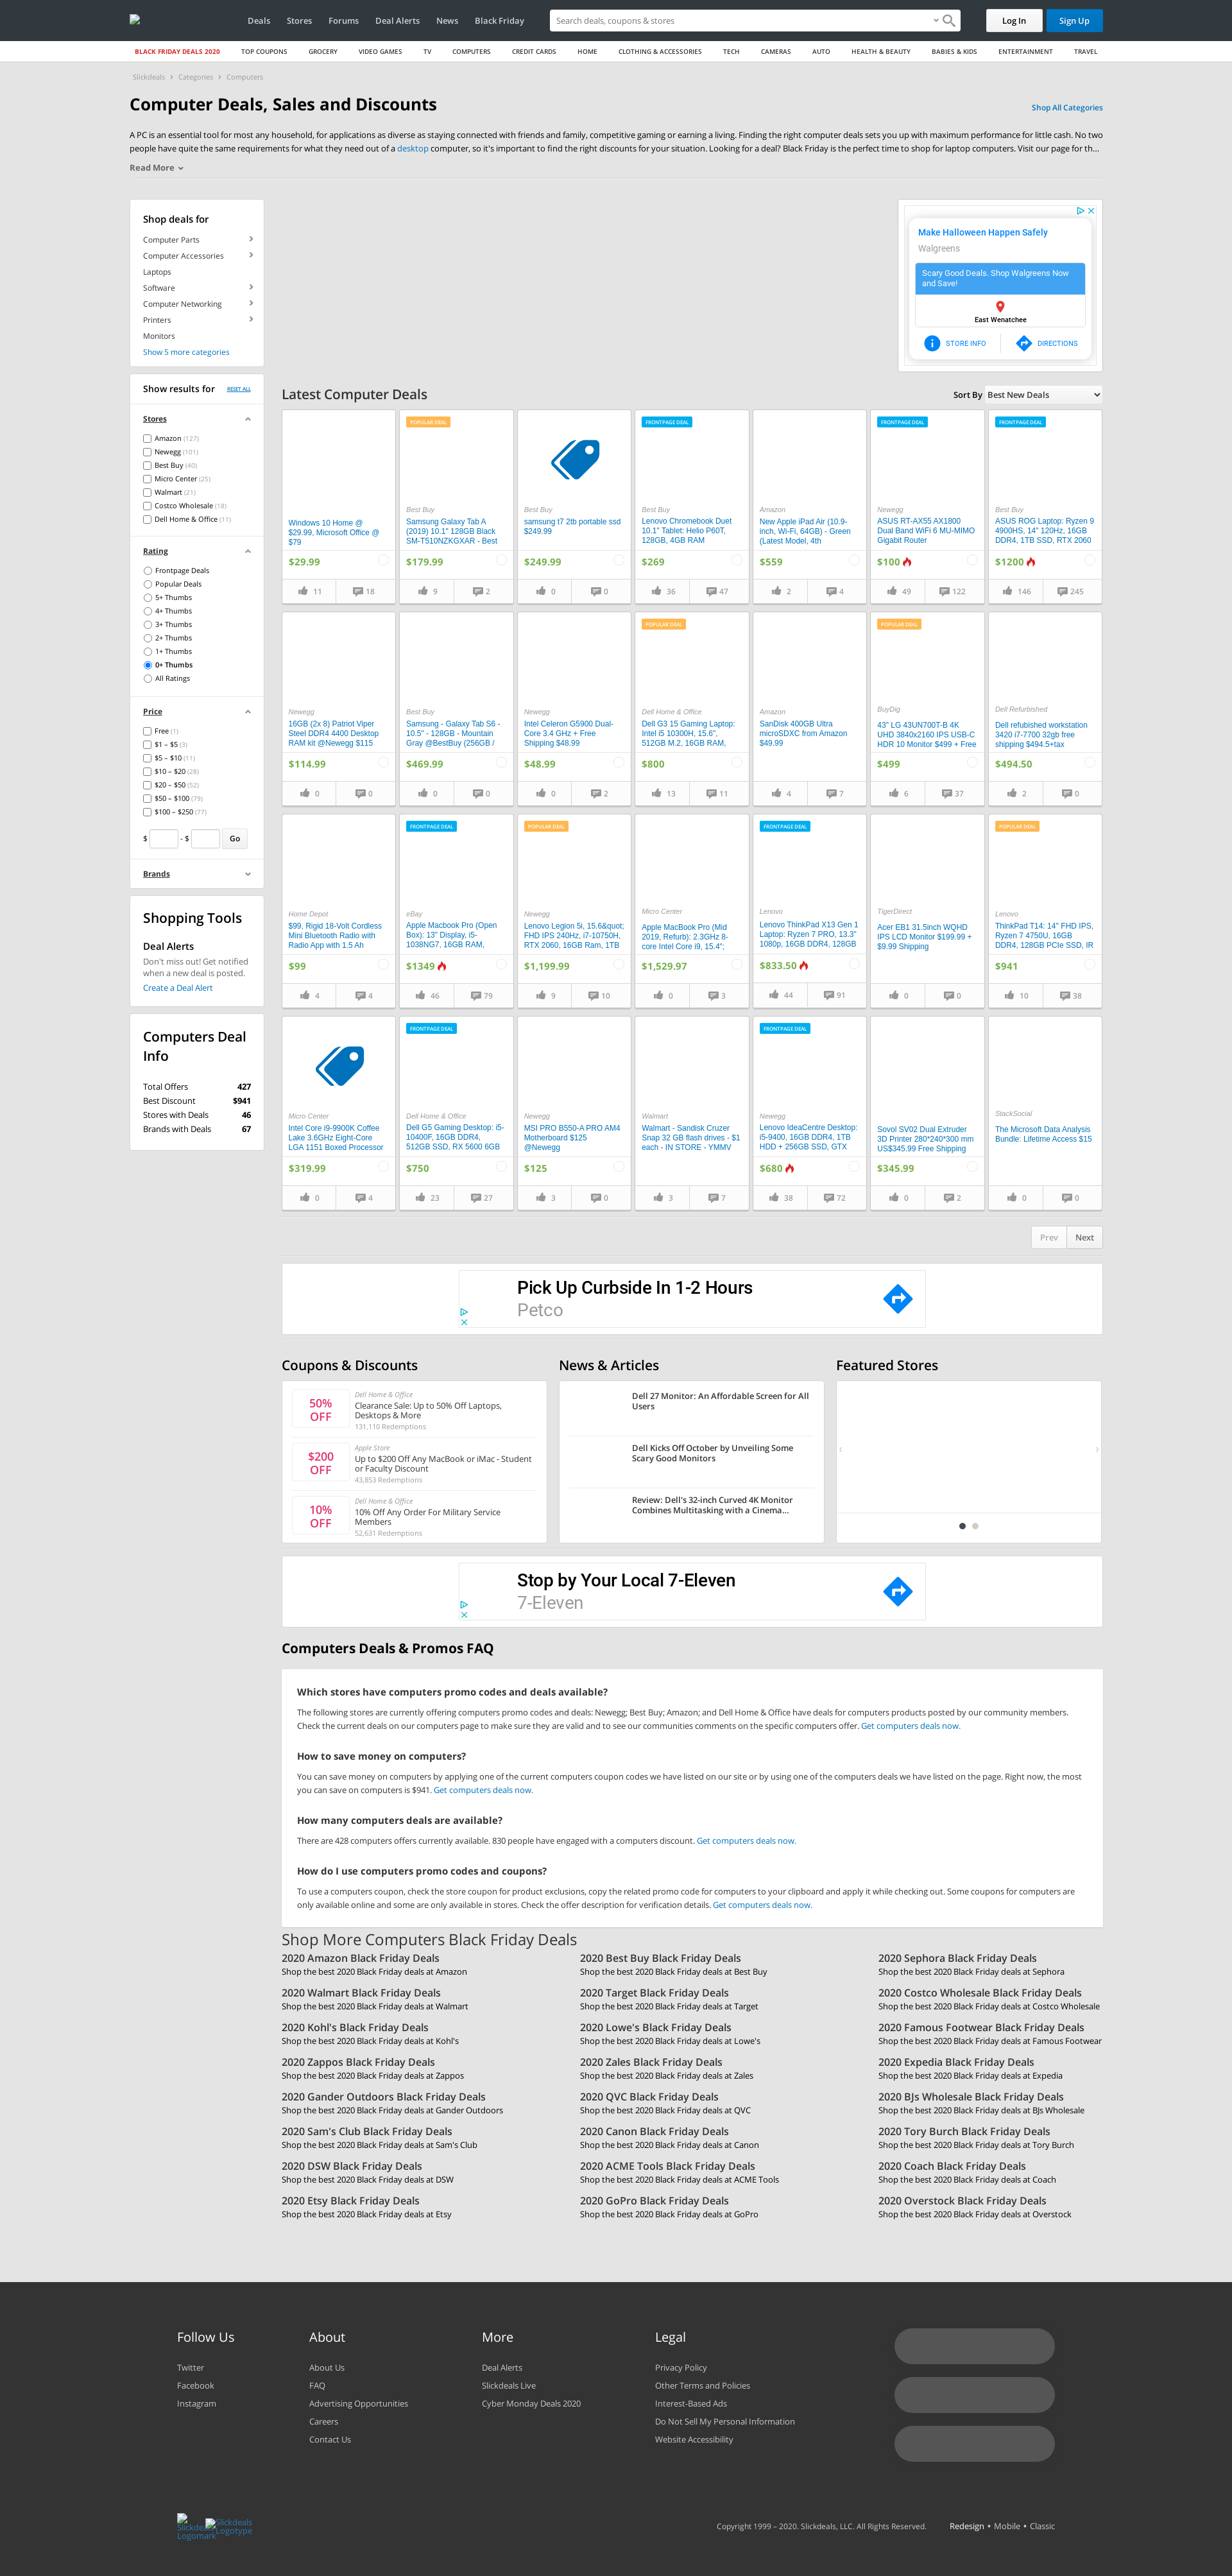 Deals Stores Forums Deal Alerts News Black Friday
Search deals, coupons & stores
Log In
Sign Up
BLACK FRIDAY DEALS 2020 TOP COUPONS GROCERY VIDEO GAMES TV COMPUTERS CREDIT CARDS HOME CLOTHING & ACCESSORIES TECH CAMERAS AUTO HEALTH & BEAUTY BABIES & KIDS ENTERTAINMENT TRAVEL
Slickdeals > Categories > Computers
Computer Deals, Sales and Discounts
Shop All Categories
A PC is an essential tool for most any household, for applications as diverse as staying connected with friends and family, competitive gaming or earning a living. Finding the right computer deals sets you up with maximum performance for little cash. No two
people have quite the same requirements for what they need out of a desktop computer, so it's important to find the right discounts for your situation. Looking for a deal? Black Friday is the perfect time to shop for laptop computers. Visit our page for th...
Read More
Shop deals for
Computer Parts
Computer Accessories
Laptops
Software
Computer Networking
Printers
Monitors
Show 5 more categories
Make Halloween Happen Safely
Walgreens
Scary Good Deals. Shop Walgreens Now
and Save!
East Wenatchee
STORE INFO
DIRECTIONS
Show results for
RESET ALL
Stores
Amazon (127)
Newegg (101)
Best Buy (40)
Micro Center (25)
Walmart (21)
Costco Wholesale (18)
Dell Home & Office (11)
Rating
Frontpage Deals
Popular Deals
5+ Thumbs
4+ Thumbs
3+ Thumbs
2+ Thumbs
1+ Thumbs
0+ Thumbs
All Ratings
Price
Free (1)
$1 – $5 (3)
$5 – $10 (11)
$10 – $20 (28)
$20 – $50 (52)
$50 – $100 (79)
$100 – $250 (77)
$ - $ Go
Brands
Shopping Tools
Deal Alerts
Don't miss out! Get notified
when a new deal is posted.
Create a Deal Alert
Computers Deal
Info
Total Offers 427
Best Discount $941
Stores with Deals 46
Brands with Deals 67
Latest Computer Deals
Sort By Best New Deals
Windows 10 Home @
$29.99, Microsoft Office @
$79
$29.99
11 18
POPULAR DEAL
Best Buy
Samsung Galaxy Tab A
(2019) 10.1" 128GB Black
SM-T510NZKGXAR - Best
$179.99
9 2
Best Buy
samsung t7 2tb portable ssd
$249.99
$249.99
0 0
FRONTPAGE DEAL
Best Buy
Lenovo Chromebook Duet
10.1" Tablet: Helio P60T,
128GB, 4GB RAM
$269
36 47
Amazon
New Apple iPad Air (10.9-
inch, Wi-Fi, 64GB) - Green
(Latest Model, 4th
$559
2 4
FRONTPAGE DEAL
Newegg
ASUS RT-AX55 AX1800
Dual Band WiFi 6 MU-MIMO
Gigabit Router
$100
49 122
FRONTPAGE DEAL
Best Buy
ASUS ROG Laptop: Ryzen 9
4900HS, 14" 120Hz, 16GB
DDR4, 1TB SSD, RTX 2060
$1200
146 245
Newegg
16GB (2x 8) Patriot Viper
Steel DDR4 4400 Desktop
RAM kit @Newegg $115
$114.99
0 0
Best Buy
Samsung - Galaxy Tab S6 -
10.5" - 128GB - Mountain
Gray @BestBuy (256GB /
$469.99
0 0
Newegg
Intel Celeron G5900 Dual-
Core 3.4 GHz + Free
Shipping $48.99
$48.99
0 2
POPULAR DEAL
Dell Home & Office
Dell G3 15 Gaming Laptop:
Intel i5 10300H, 15.6",
512GB M.2, 16GB RAM,
$800
13 11
Amazon
SanDisk 400GB Ultra
microSDXC from Amazon
$49.99
4 7
POPULAR DEAL
BuyDig
43" LG 43UN700T-B 4K
UHD 3840x2160 IPS USB-C
HDR 10 Monitor $499 + Free
$499
6 37
Dell Refurbished
Dell refubished workstation
3420 i7-7700 32gb free
shipping $494.5+tax
$494.50
2 0
Home Depot
$99, Rigid 18-Volt Cordless
Mini Bluetooth Radio with
Radio App with 1.5 Ah
$99
4 4
FRONTPAGE DEAL
eBay
Apple Macbook Pro (Open
Box): 13" Display, i5-
1038NG7, 16GB RAM,
$1349
46 79
POPULAR DEAL
Newegg
Lenovo Legion 5i, 15.6&quot;
FHD IPS 240Hz, i7-10750H,
RTX 2060, 16GB Ram, 1TB
$1,199.99
9 10
Micro Center
Apple MacBook Pro (Mid
2019, Refurb): 2.3GHz 8-
core Intel Core i9, 15.4";
$1,529.97
0 3
FRONTPAGE DEAL
Lenovo
Lenovo ThinkPad X13 Gen 1
Laptop: Ryzen 7 PRO, 13.3"
1080p, 16GB DDR4, 128GB
$833.50
44 91
TigerDirect
Acer EB1 31.5inch WQHD
IPS LCD Monitor $199.99 +
$9.99 Shipping
0 0
POPULAR DEAL
Lenovo
ThinkPad T14: 14" FHD IPS,
Ryzen 7 4750U, 16GB
DDR4, 128GB PCIe SSD, IR
$941
10 38
Micro Center
Intel Core i9-9900K Coffee
Lake 3.6GHz Eight-Core
LGA 1151 Boxed Processor
$319.99
0 4
FRONTPAGE DEAL
Dell Home & Office
Dell G5 Gaming Desktop: i5-
10400F, 16GB DDR4,
512GB SSD, RX 5600 6GB
$750
23 27
Newegg
MSI PRO B550-A PRO AM4
Motherboard $125
@Newegg
$125
3 0
Walmart
Walmart - Sandisk Cruzer
Snap 32 GB flash drives - $1
each - IN STORE - YMMV
3 7
FRONTPAGE DEAL
Newegg
Lenovo IdeaCentre Desktop:
i5-9400, 16GB DDR4, 1TB
HDD + 256GB SSD, GTX
$680
38 72
Sovol SV02 Dual Extruder
3D Printer 280*240*300 mm
US$345.99 Free Shipping
$345.99
0 2
StackSocial
The Microsoft Data Analysis
Bundle: Lifetime Access $15
0 0
Prev Next
Pick Up Curbside In 1-2 Hours
Petco
Coupons & Discounts
50%
OFF
Dell Home & Office
Clearance Sale: Up to 50% Off Laptops,
Desktops & More
131,110 Redemptions
$200
OFF
Apple Store
Up to $200 Off Any MacBook or iMac - Student
or Faculty Discount
43,853 Redemptions
10%
OFF
Dell Home & Office
10% Off Any Order For Military Service
Members
52,631 Redemptions
News & Articles
Dell 27 Monitor: An Affordable Screen for All
Users
Dell Kicks Off October by Unveiling Some
Scary Good Monitors
Review: Dell's 32-inch Curved 4K Monitor
Combines Multitasking with a Cinema...
Featured Stores
Stop by Your Local 7-Eleven
7-Eleven
Computers Deals & Promos FAQ
Which stores have computers promo codes and deals available?
The following stores are currently offering computers promo codes and deals: Newegg; Best Buy; Amazon; and Dell Home & Office have deals for computers products posted by our community members.
Check the current deals on our computers page to make sure they are valid and to see our communities comments on the specific computers offer. Get computers deals now.
How to save money on computers?
You can save money on computers by applying one of the current computers coupon codes we have listed on our site or by using one of the computers deals we have listed on the page. Right now, the most
you can save on computers is $941. Get computers deals now.
How many computers deals are available?
There are 428 computers offers currently available. 830 people have engaged with a computers discount. Get computers deals now.
How do I use computers promo codes and coupons?
To use a computers coupon, check the store coupon for product exclusions, copy the related promo code for computers to your clipboard and apply it while checking out. Some coupons for computers are
only available online and some are only available in stores. Check the offer description for verification details. Get computers deals now.
Shop More Computers Black Friday Deals
2020 Amazon Black Friday Deals
Shop the best 2020 Black Friday deals at Amazon
2020 Best Buy Black Friday Deals
Shop the best 2020 Black Friday deals at Best Buy
2020 Sephora Black Friday Deals
Shop the best 2020 Black Friday deals at Sephora
2020 Walmart Black Friday Deals
Shop the best 2020 Black Friday deals at Walmart
2020 Target Black Friday Deals
Shop the best 2020 Black Friday deals at Target
2020 Costco Wholesale Black Friday Deals
Shop the best 2020 Black Friday deals at Costco Wholesale
2020 Kohl's Black Friday Deals
Shop the best 2020 Black Friday deals at Kohl's
2020 Lowe's Black Friday Deals
Shop the best 2020 Black Friday deals at Lowe's
2020 Famous Footwear Black Friday Deals
Shop the best 2020 Black Friday deals at Famous Footwear
2020 Zappos Black Friday Deals
Shop the best 2020 Black Friday deals at Zappos
2020 Zales Black Friday Deals
Shop the best 2020 Black Friday deals at Zales
2020 Expedia Black Friday Deals
Shop the best 2020 Black Friday deals at Expedia
2020 Gander Outdoors Black Friday Deals
Shop the best 2020 Black Friday deals at Gander Outdoors
2020 QVC Black Friday Deals
Shop the best 2020 Black Friday deals at QVC
2020 BJs Wholesale Black Friday Deals
Shop the best 2020 Black Friday deals at BJs Wholesale
2020 Sam's Club Black Friday Deals
Shop the best 2020 Black Friday deals at Sam's Club
2020 Canon Black Friday Deals
Shop the best 2020 Black Friday deals at Canon
2020 Tory Burch Black Friday Deals
Shop the best 2020 Black Friday deals at Tory Burch
2020 DSW Black Friday Deals
Shop the best 2020 Black Friday deals at DSW
2020 ACME Tools Black Friday Deals
Shop the best 2020 Black Friday deals at ACME Tools
2020 Coach Black Friday Deals
Shop the best 2020 Black Friday deals at Coach
2020 Etsy Black Friday Deals
Shop the best 2020 Black Friday deals at Etsy
2020 GoPro Black Friday Deals
Shop the best 2020 Black Friday deals at GoPro
2020 Overstock Black Friday Deals
Shop the best 2020 Black Friday deals at Overstock
Follow Us
Twitter
Facebook
Instagram
About
About Us
FAQ
Advertising Opportunities
Careers
Contact Us
More
Deal Alerts
Slickdeals Live
Cyber Monday Deals 2020
Legal
Privacy Policy
Other Terms and Policies
Interest-Based Ads
Do Not Sell My Personal Information
Website Accessibility
Slickdeals
Logomark
Slickdeals
Logotype
Copyright 1999 – 2020. Slickdeals, LLC. All Rights Reserved.
Redesign • Mobile • Classic